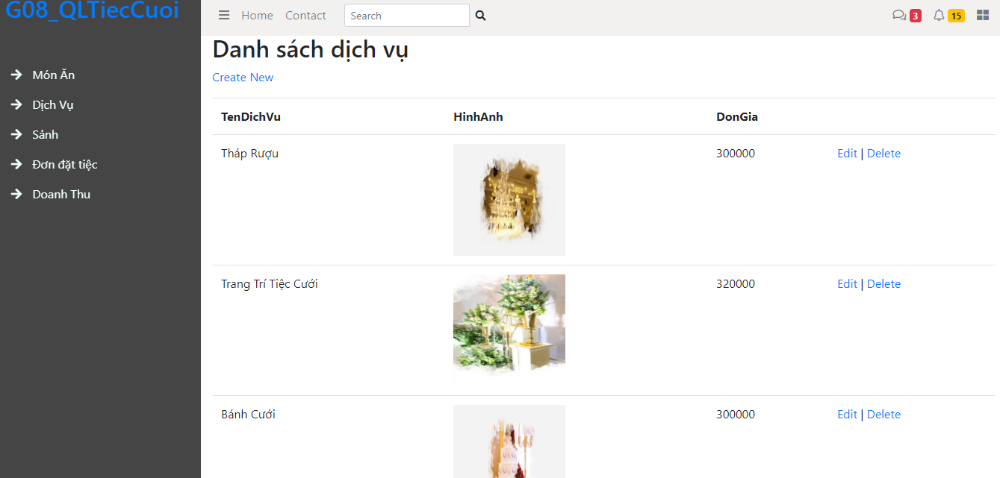 G08_QLTiecCuoi
Home Contact Search 3 15
Món Ăn
Dịch Vụ
Sảnh
Đơn đặt tiệc
Doanh Thu
Danh sách dịch vụ
Create New
TenDichVu HinhAnh DonGia
Tháp Rượu 300000 Edit | Delete
Trang Trí Tiệc Cưới 320000 Edit | Delete
Bánh Cưới 300000 Edit | Delete